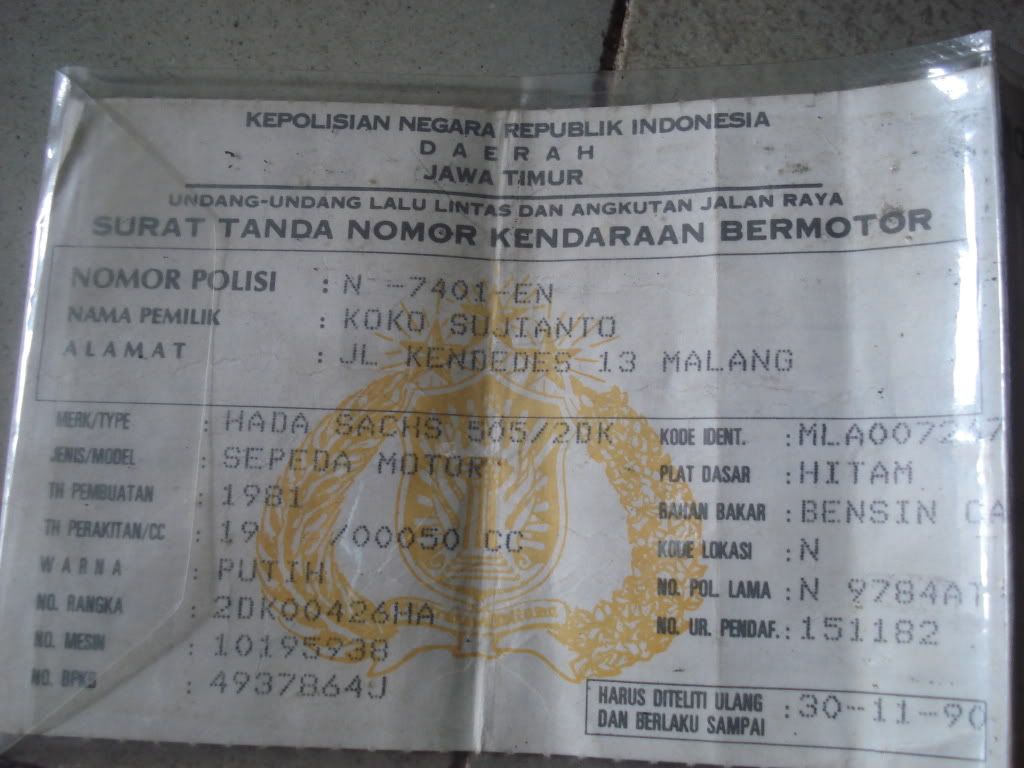 KEPOLISIAN NEGARA REPUBLIK INDONESIA
DAERAH
JAWA TIMUR
UNDANG-UNDANG LALU LINTAS DAN ANGKUTAN JALAN RAYA
SURAT TANDA NOMOR KENDARAAN BERMOTOR
NOMOR POLISI : N -7401-EN
NAMA PEMILIK : KOKO SUJIANTO
ALAMAT : JL KENDEDES 13 MALANG
MERK/TYPE : HADA SACHS 505/2DK
JENIS/MODEL : SEPEDA MOTOR
TH PEMBUATAN : 1981
TH PERAKITAN/CC : 19 /00050 CC
WARNA : PUTIH
NO. RANGKA : 2DK00426HA
NO. MESIN : 10195938
NO. BPKB : 4937864J
KODE IDENT. :
PLAT DASAR : HITAM
BAHAN BAKAR : BENSIN CA
KODE LOKASI : N
NO. POL. LAMA : N 9784AT
NO. UR. PENDAF. : 151182
HARUS DITELITI ULANG
DAN BERLAKU SAMPAI : 30-11-90